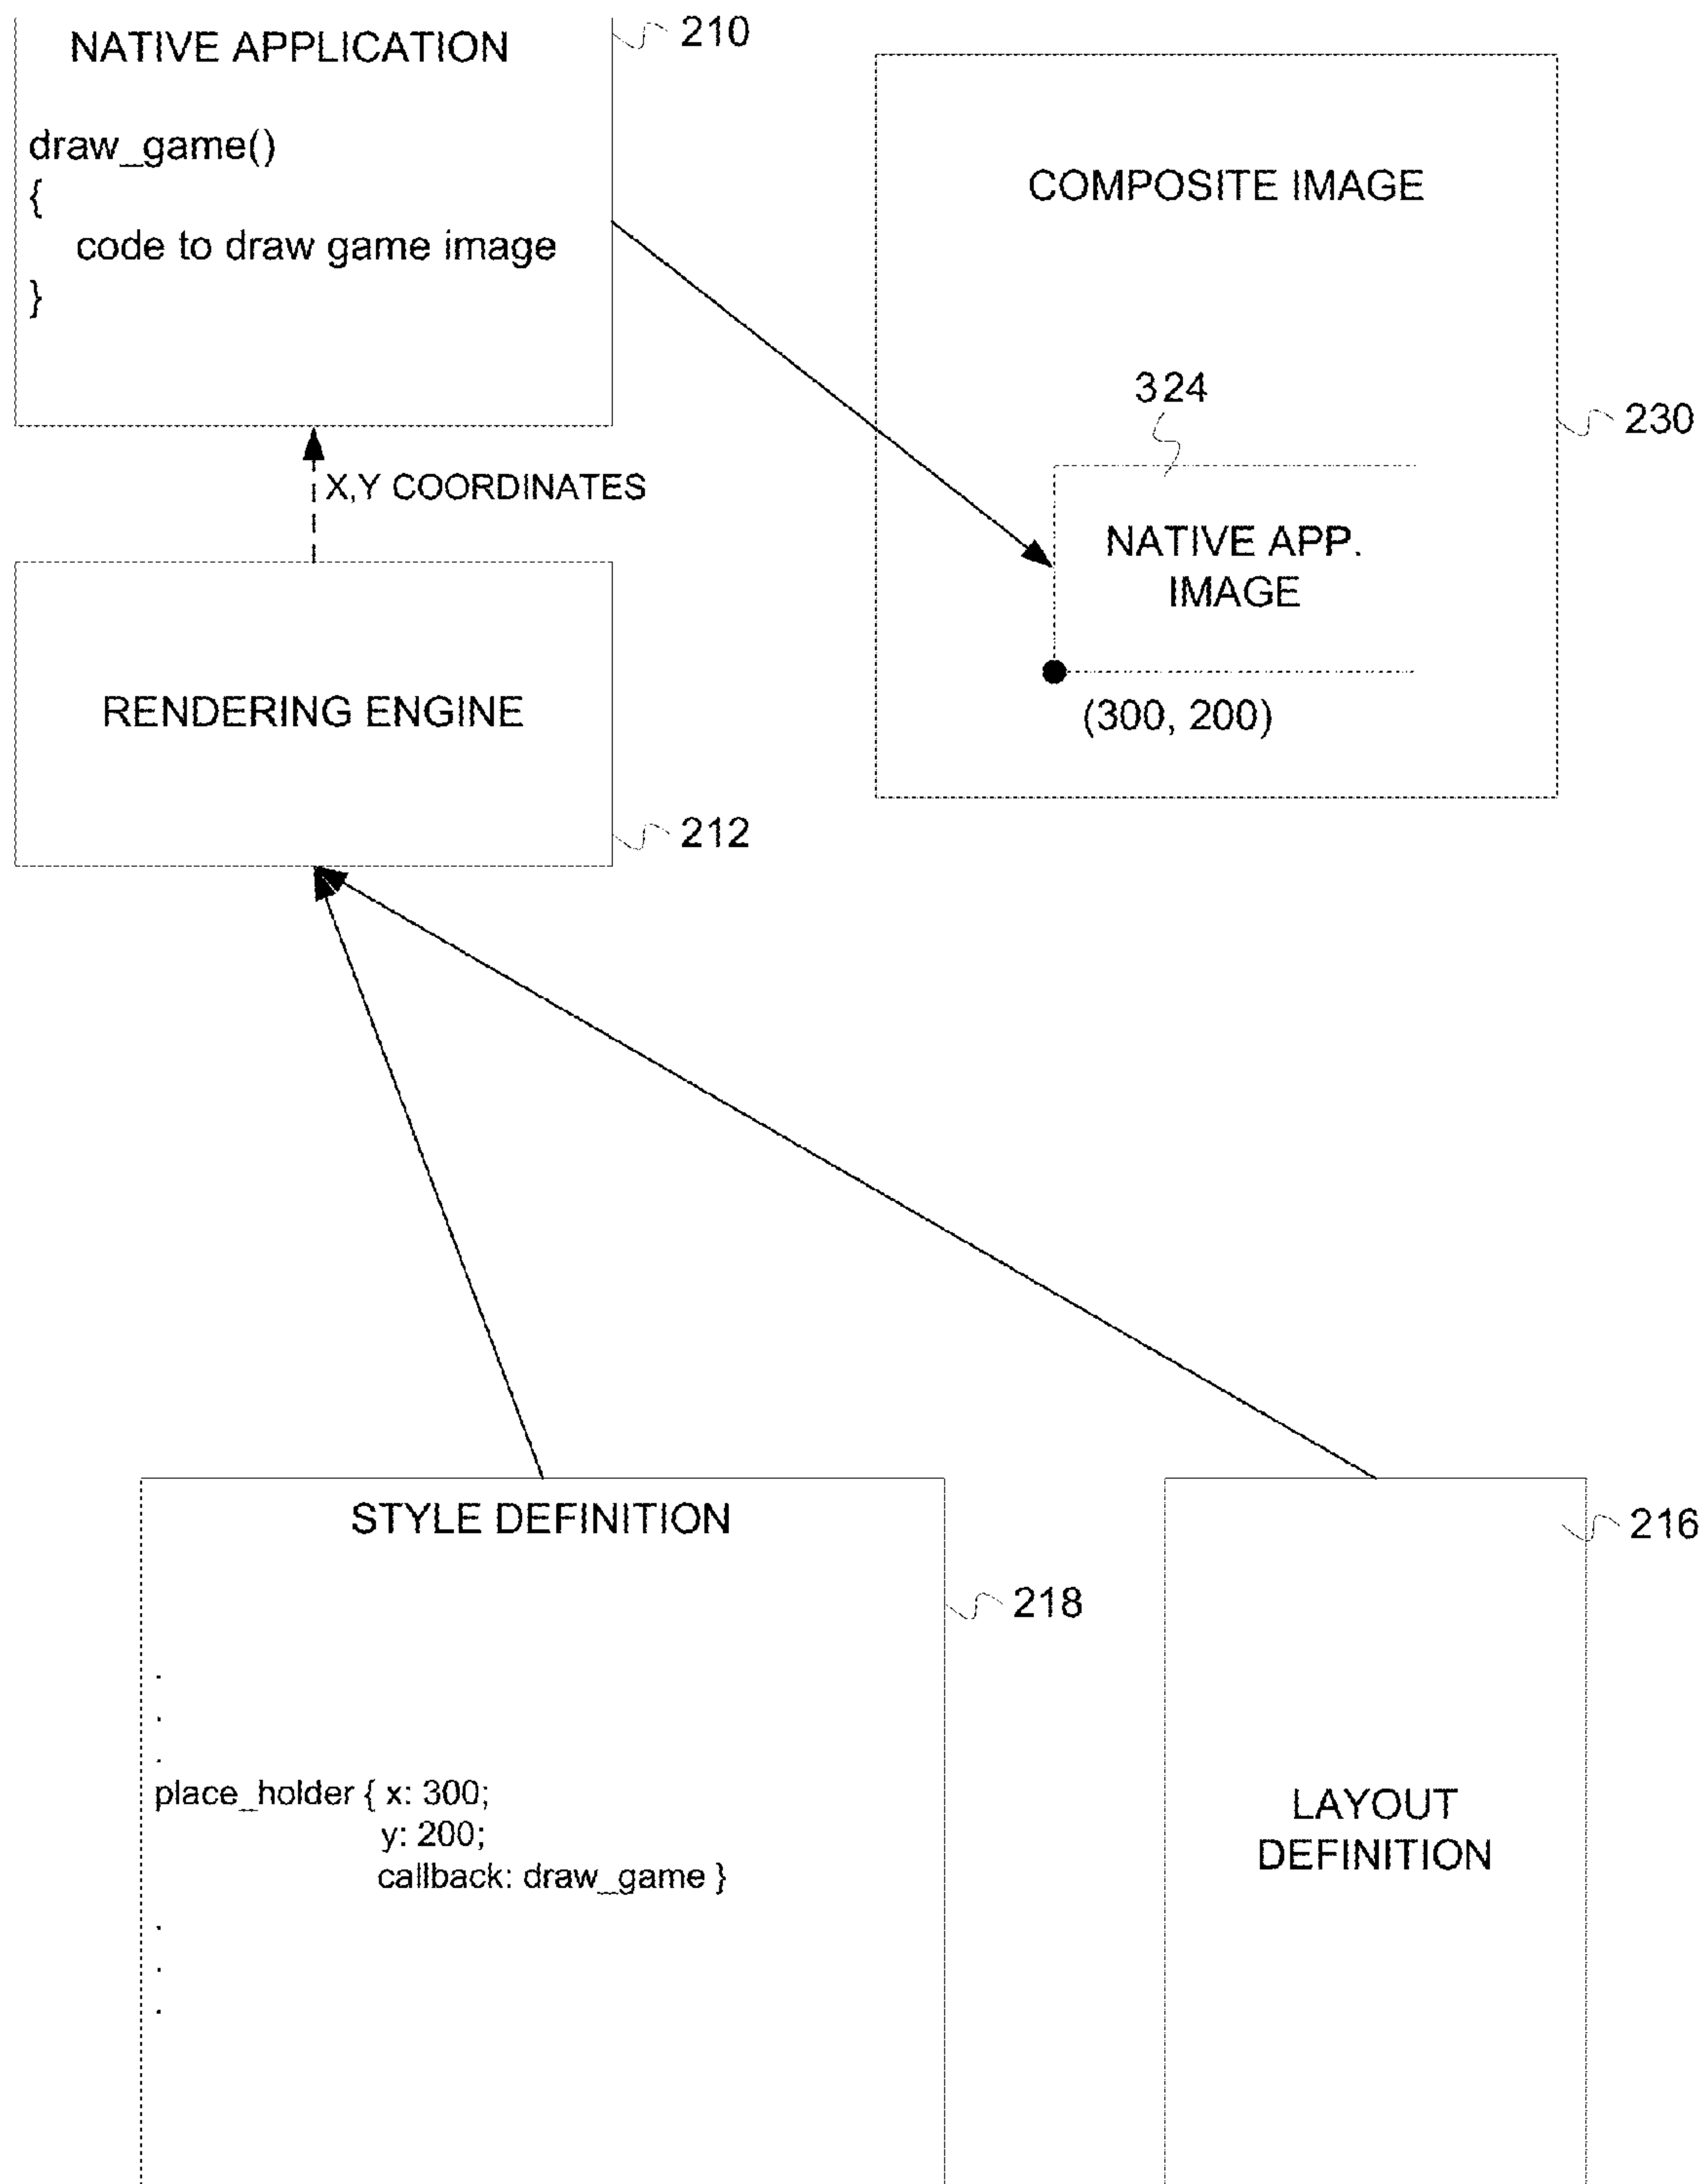 NATIVE APPLICATION
210
draw_game()
{
code to draw game image
}
COMPOSITE IMAGE
324
230
X,Y COORDINATES
NATIVE APP.
IMAGE
(300, 200)
RENDERING ENGINE
212
STYLE DEFINITION
216
218
.
.
.
place_holder { x: 300;
y: 200;
callback: draw_game }
.
.
.
LAYOUT
DEFINITION